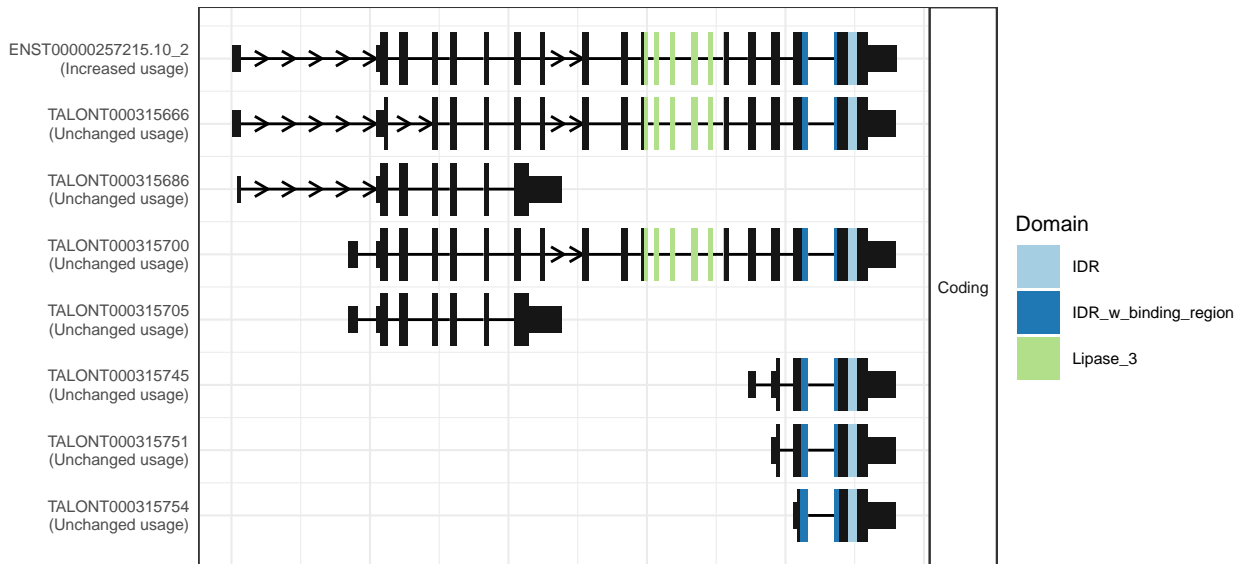 ENST00000257215.10_2
(Increased usage)
TALONT000315666
(Unchanged usage)
TALONT000315686
(Unchanged usage)
TALONT000315700
(Unchanged usage)
TALONT000315705
(Unchanged usage)
TALONT000315745
(Unchanged usage)
TALONT000315751
(Unchanged usage)
TALONT000315754
(Unchanged usage)
Coding
Domain
IDR
IDR_w_binding_region
Lipase_3